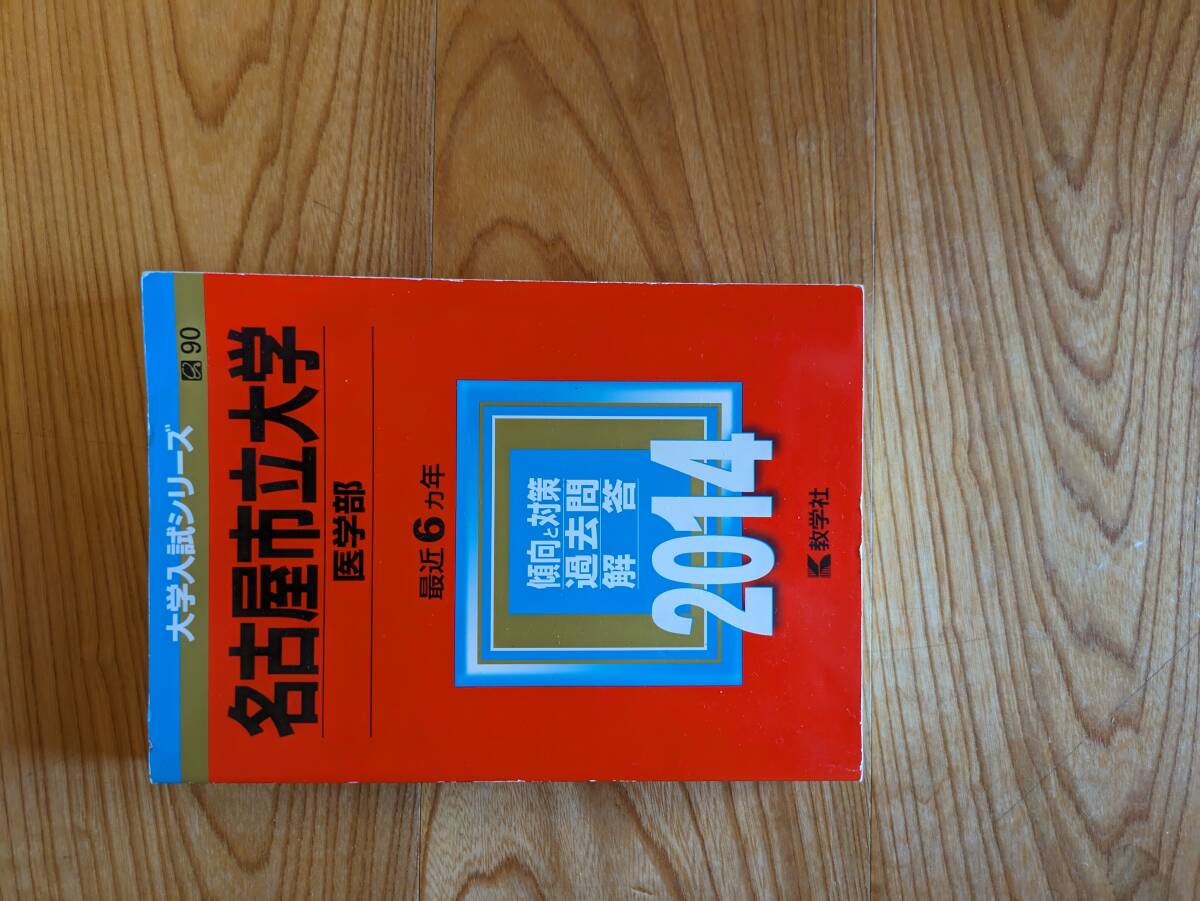 大学入試シリーズ
90
名古屋市立大学
医学部
最近6ヵ年
傾向と対策
過去問
解答
2014
教学社